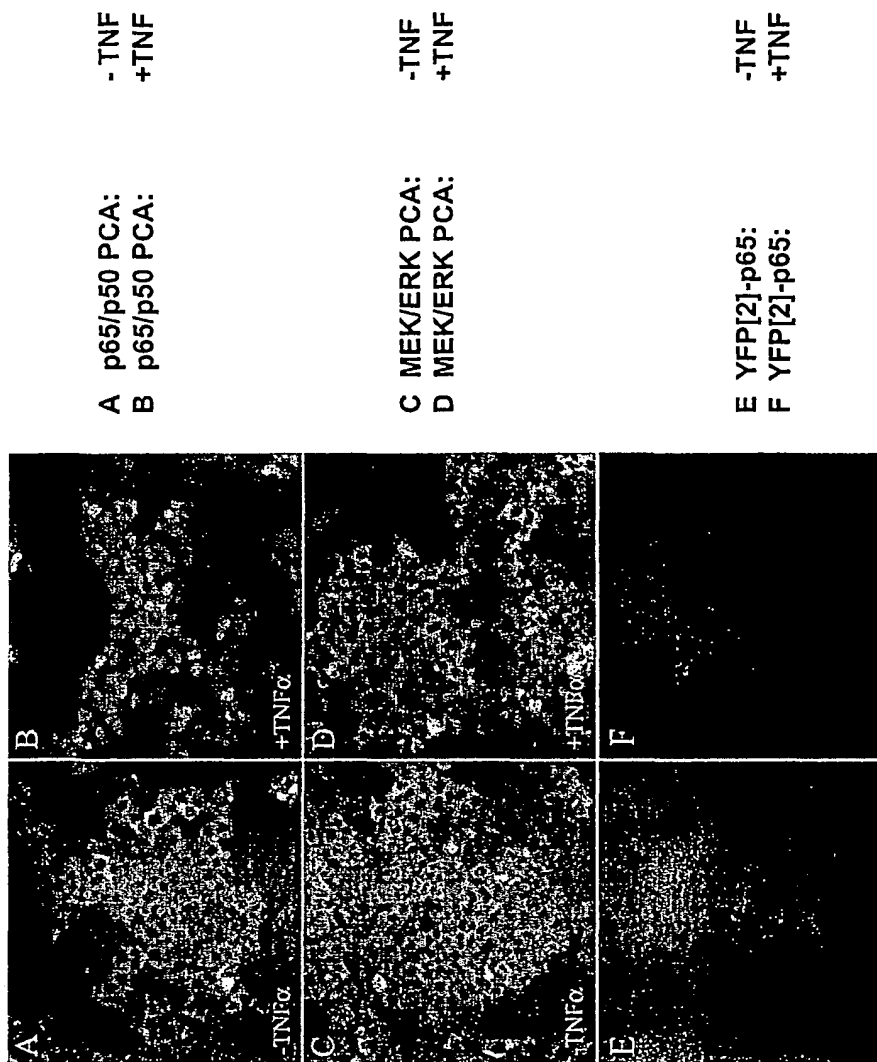 A
B
-TNFα
+TNFα
C
D
-TNFα
+TNFα
E
F
A p65/p50 PCA: - TNF
B p65/p50 PCA: +TNF
C MEK/ERK PCA: -TNF
D MEK/ERK PCA: +TNF
E YFP[2]-p65: -TNF
F YFP[2]-p65: +TNF